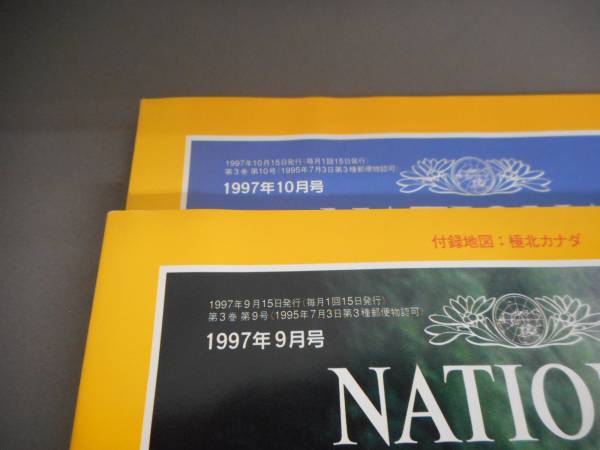 1997年10月15日発行(毎月1回15日発行)
第3巻 第10号(1995年7月3日第3種郵便物認可)
1997年10月号
付録地図:極北カナダ
1997年9月15日発行(毎月1回15日発行)
第3巻 第9号(1995年7月3日第3種郵便物認可)
1997年9月号
NATIO